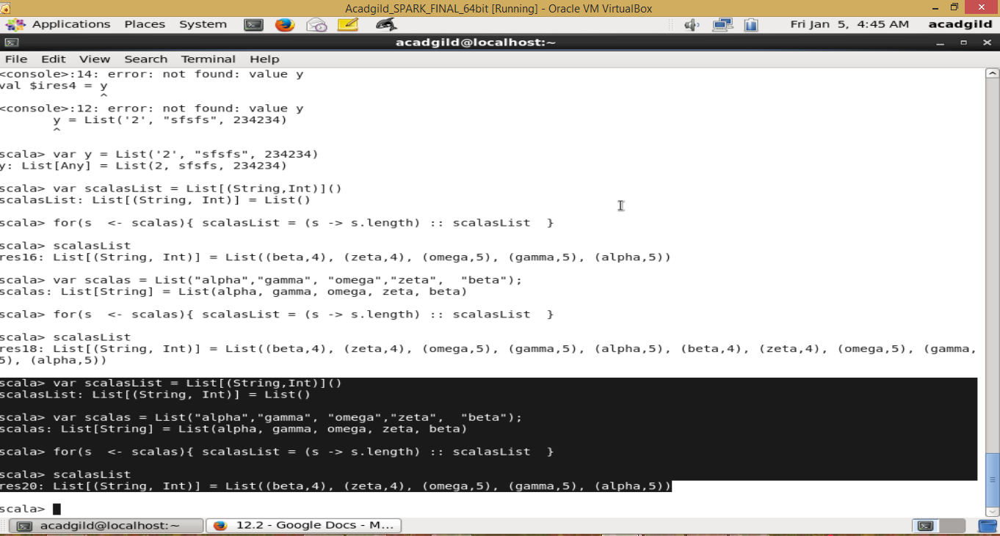 Acadgild_SPARK_FINAL_64bit [Running] - Oracle VM VirtualBox
Applications Places System Fri Jan 5, 4:45 AM acadgild
acadgild@localhost:~
File Edit View Search Terminal Help
<console>:14: error: not found: value y
val $ires4 = y
^
<console>:12: error: not found: value y
y = List('2', "sfsfs", 234234)
^
scala> var y = List('2', "sfsfs", 234234)
y: List[Any] = List(2, sfsfs, 234234)
scala> var scalasList = List[(String,Int)]()
scalasList: List[(String, Int)] = List()
scala> for(s  <- scalas){ scalasList = (s -> s.length) :: scalasList  }
scala> scalasList
res16: List[(String, Int)] = List((beta,4), (zeta,4), (omega,5), (gamma,5), (alpha,5))
scala> var scalas = List("alpha","gamma", "omega","zeta",  "beta");
scalas: List[String] = List(alpha, gamma, omega, zeta, beta)
scala> for(s  <- scalas){ scalasList = (s -> s.length) :: scalasList  }
scala> scalasList
res18: List[(String, Int)] = List((beta,4), (zeta,4), (omega,5), (gamma,5), (alpha,5), (beta,4), (zeta,4), (omega,5), (gamma,
5), (alpha,5))
scala> var scalasList = List[(String,Int)]()
scalasList: List[(String, Int)] = List()
scala> var scalas = List("alpha","gamma", "omega","zeta",  "beta");
scalas: List[String] = List(alpha, gamma, omega, zeta, beta)
scala> for(s  <- scalas){ scalasList = (s -> s.length) :: scalasList  }
scala> scalasList
res20: List[(String, Int)] = List((beta,4), (zeta,4), (omega,5), (gamma,5), (alpha,5))
scala>
acadgild@localhost:~ 12.2 - Google Docs - M...